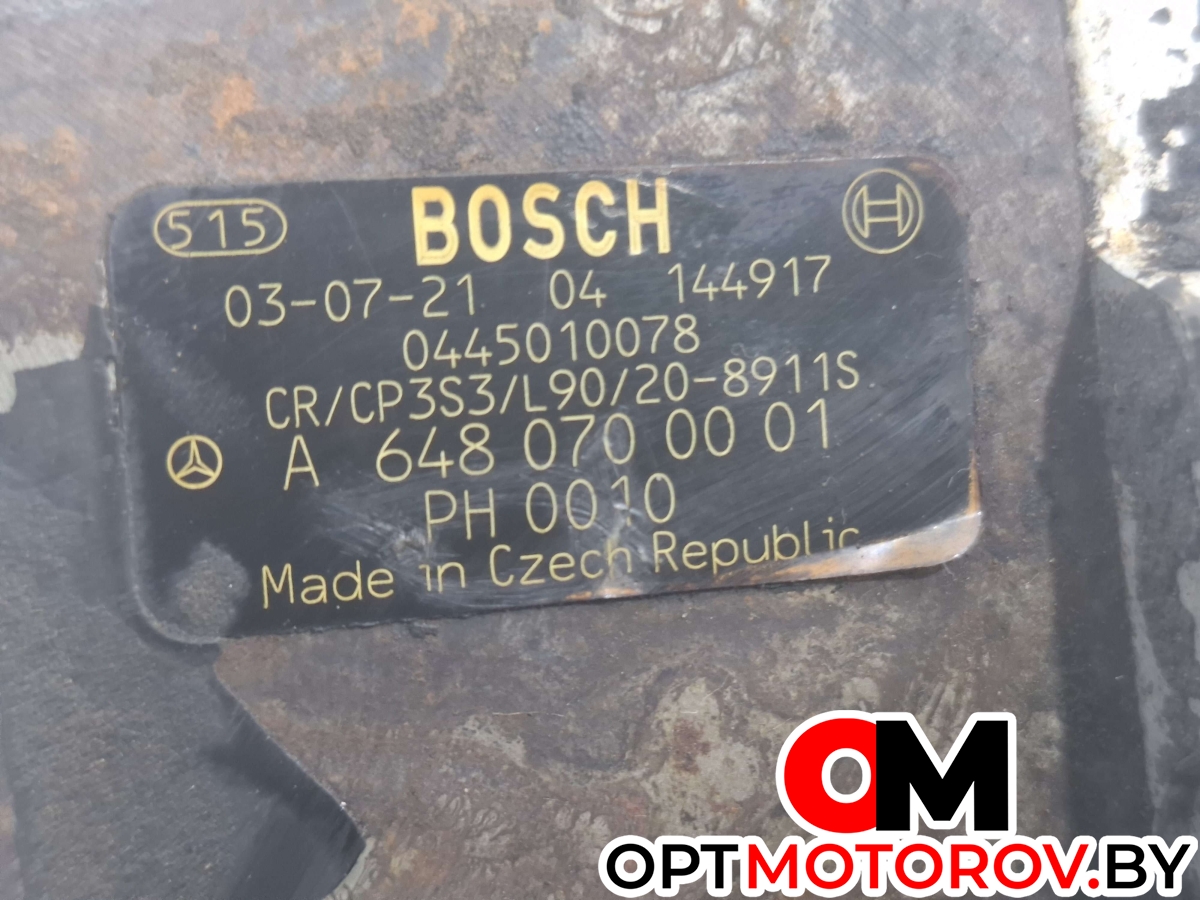 515 BOSCH
03-07-21 04 144917
0445010078
CR/CP3S3/L90/20-8911S
A 648 070 00 01
PH 0010
Made in Czech Republic
OM
OPTMOTOROV.BY